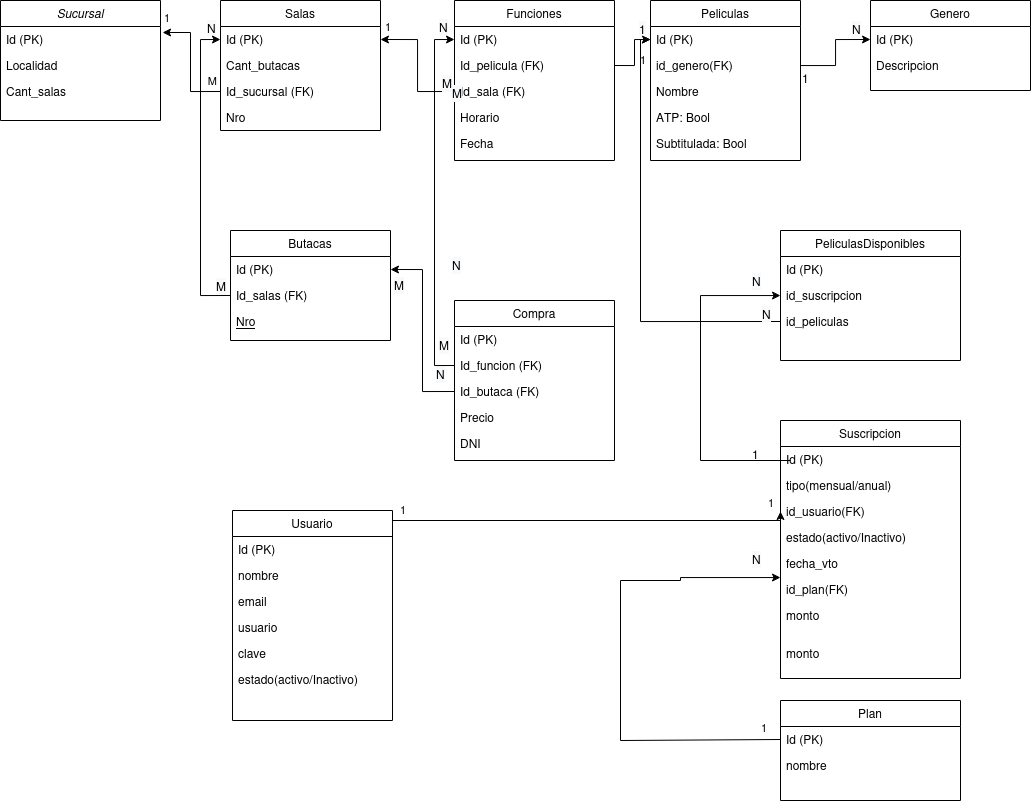 Sucursal
Id (PK)
Localidad
Cant_salas
1
N
M
Salas
Id (PK)
Cant_butacas
Id_sucursal (FK)
Nro
1
N
M
M
Funciones
Id (PK)
Id_pelicula (FK)
Id_sala (FK)
Horario
Fecha
1
1
Peliculas
Id (PK)
id_genero(FK)
Nombre
ATP: Bool
Subtitulada: Bool
N
1
Genero
Id (PK)
Descripcion
M
Butacas
Id (PK)
Id_salas (FK)
Nro
M
N
M
N
Compra
Id (PK)
Id_funcion (FK)
Id_butaca (FK)
Precio
DNI
N
N
PeliculasDisponibles
Id (PK)
id_suscripcion
id_peliculas
1
1
N
Suscripcion
Id (PK)
tipo(mensual/anual)
id_usuario(FK)
estado(activo/Inactivo)
fecha_vto
id_plan(FK)
monto
monto
1
Usuario
Id (PK)
nombre
email
usuario
clave
estado(activo/Inactivo)
1
Plan
Id (PK)
nombre